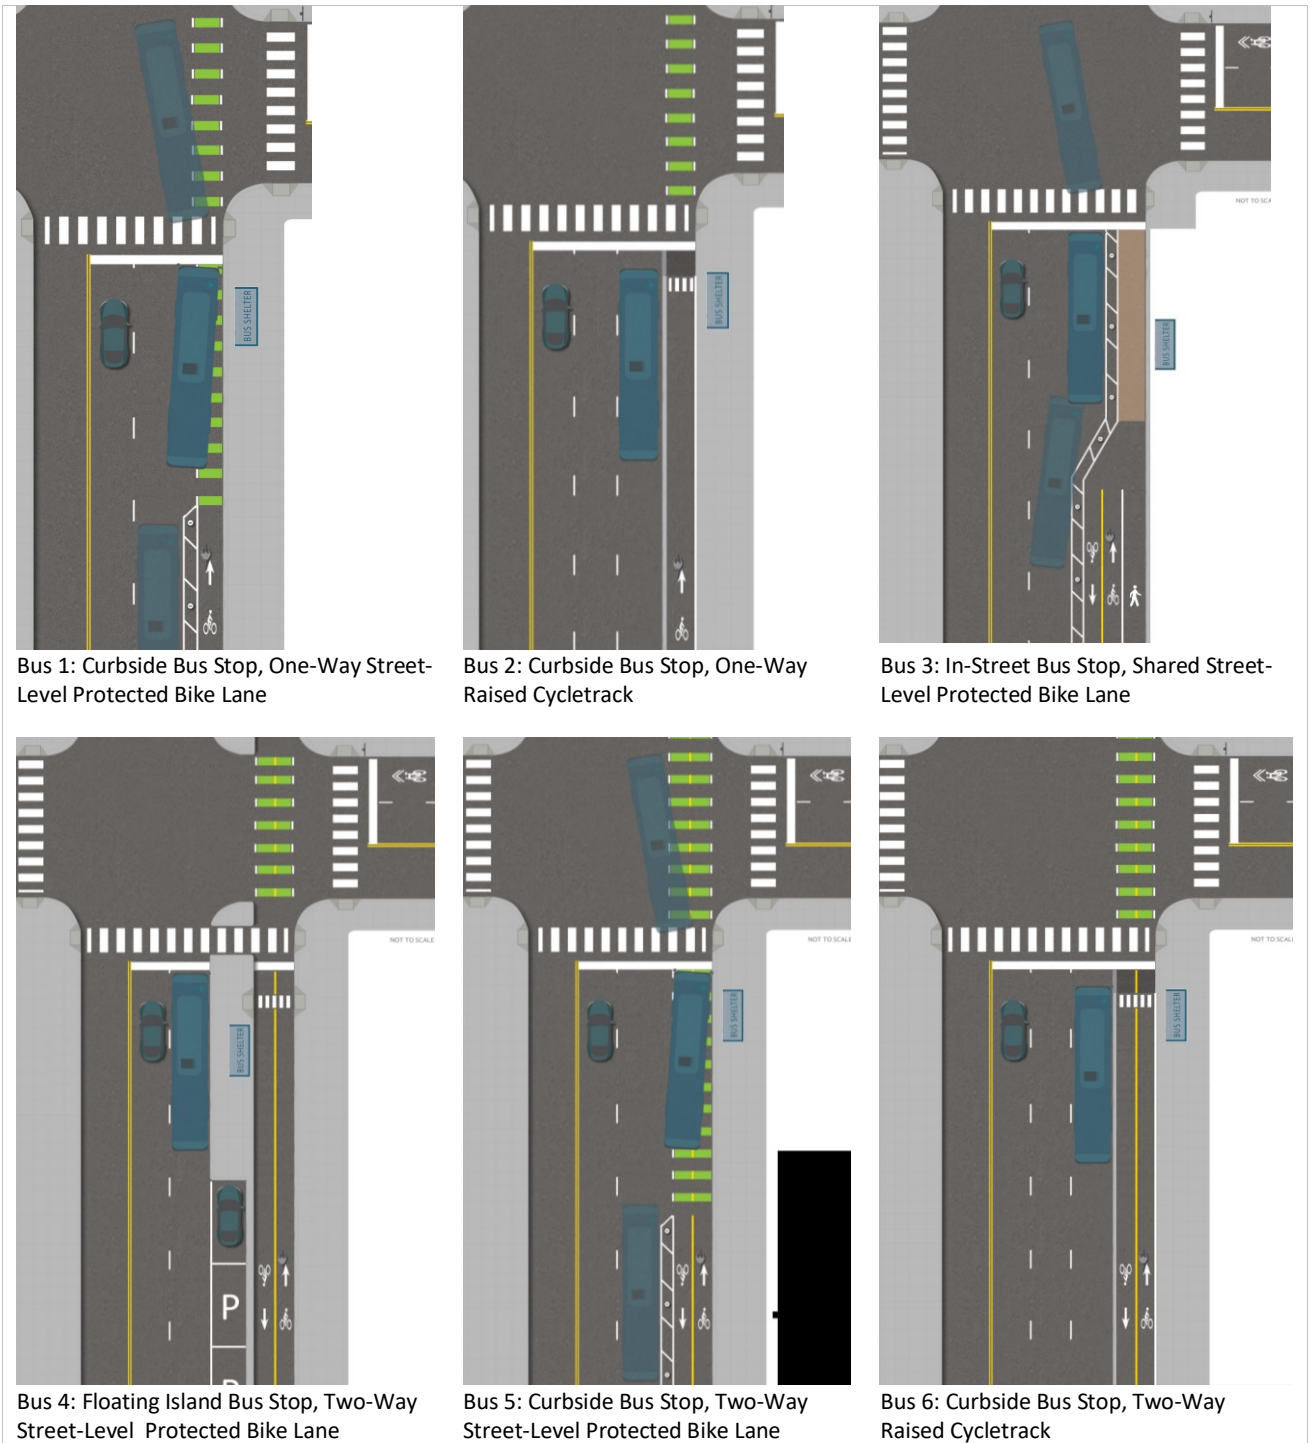 BUS SHELTER
BUS SHELTER
NOT TO SCA
BUS SHELTER
Bus 1: Curbside Bus Stop, One-Way Street-
Level Protected Bike Lane
Bus 2: Curbside Bus Stop, One-Way
Raised Cycletrack
Bus 3: In-Street Bus Stop, Shared Street-
Level Protected Bike Lane
NOT TO SCALE
NOT TO SCALE
NOT TO SCAL
BUS SHELTER
BUS SHELTER
BUS SHELTER
P
Bus 4: Floating Island Bus Stop, Two-Way
Street-Level  Protected Bike Lane
Bus 5: Curbside Bus Stop, Two-Way
Street-Level Protected Bike Lane
Bus 6: Curbside Bus Stop, Two-Way
Raised Cycletrack